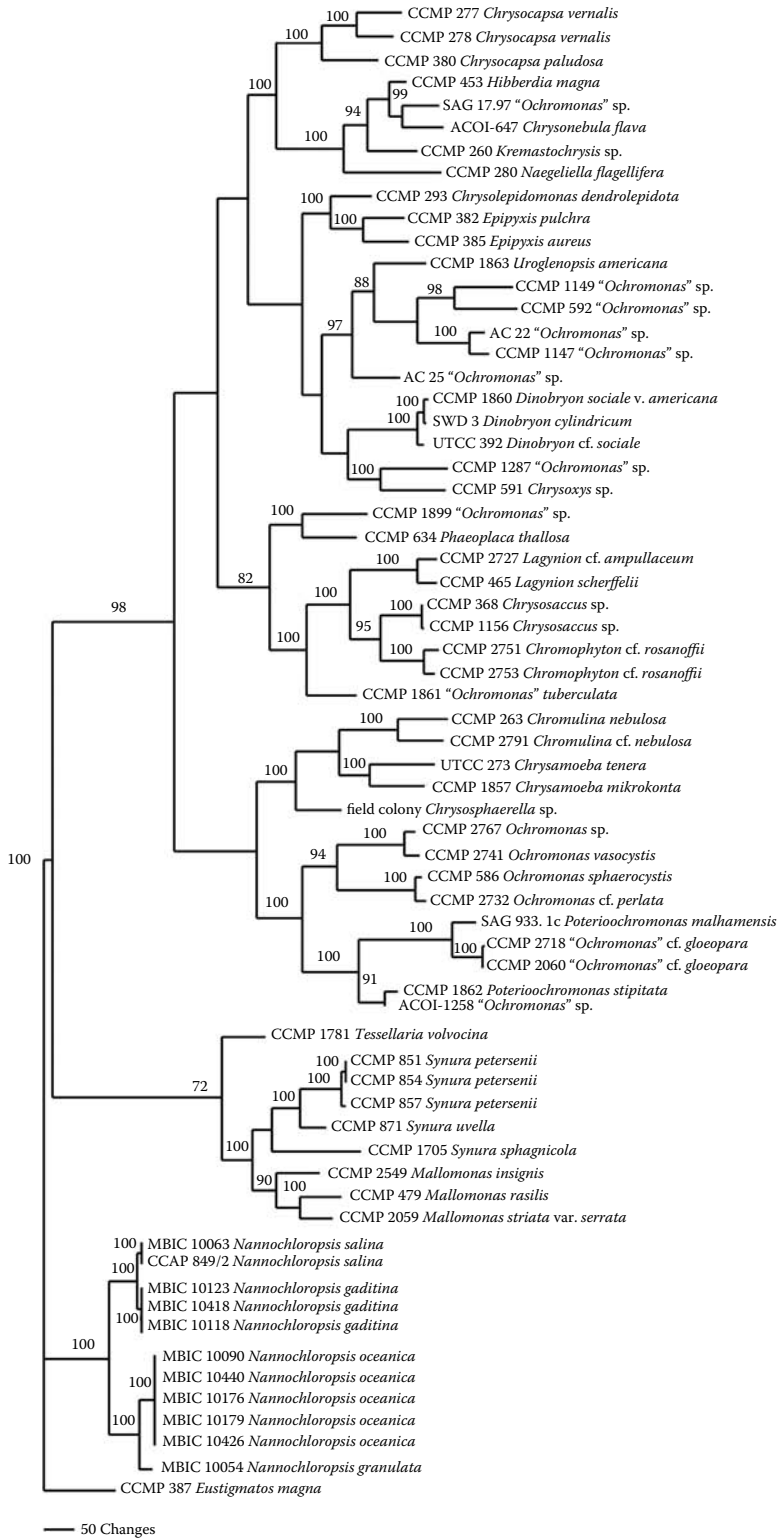 100
CCMP 277 Chrysocapsa vernalis
100
CCMP 278 Chrysocapsa vernalis
CCMP 380 Chrysocapsa paludosa
100
CCMP 453 Hibberdia magna
99
SAG 17.97 “Ochromonas” sp.
94
ACOI-647 Chrysonebula flava
100
CCMP 260 Kremastochrysis sp.
CCMP 280 Naegeliella flagellifera
100
CCMP 293 Chrysolepidomonas dendrolepidota
100
CCMP 382 Epipyxis pulchra
CCMP 385 Epipyxis aureus
CCMP 1863 Uroglenopsis americana
88
98
CCMP 1149 “Ochromonas” sp.
CCMP 592 “Ochromonas” sp.
97
100
AC 22 “Ochromonas” sp.
CCMP 1147 “Ochromonas” sp.
AC 25 “Ochromonas” sp.
100
CCMP 1860 Dinobryon sociale v. americana
100
SWD 3 Dinobryon cylindricum
UTCC 392 Dinobryon cf. sociale
100
CCMP 1287 “Ochromonas” sp.
CCMP 591 Chrysoxys sp.
100
CCMP 1899 “Ochromonas” sp.
CCMP 634 Phaeoplaca thallosa
100
CCMP 2727 Lagynion cf. ampullaceum
82
CCMP 465 Lagynion scherffelii
100
CCMP 368 Chrysosaccus sp.
100
95
CCMP 1156 Chrysosaccus sp.
100
CCMP 2751 Chromophyton cf. rosanoffii
CCMP 2753 Chromophyton cf. rosanoffii
CCMP 1861 “Ochromonas” tuberculata
98
100
CCMP 263 Chromulina nebulosa
CCMP 2791 Chromulina cf. nebulosa
100
100
UTCC 273 Chrysamoeba tenera
CCMP 1857 Chrysamoeba mikrokonta
field colony Chrysosphaerella sp.
100
CCMP 2767 Ochromonas sp.
94
CCMP 2741 Ochromonas vasocystis
100
CCMP 586 Ochromonas sphaerocystis
CCMP 2732 Ochromonas cf. perlata
100
100
SAG 933. 1c Poterioochromonas malhamensis
100
CCMP 2718 “Ochromonas” cf. gloeopara
100
CCMP 2060 “Ochromonas” cf. gloeopara
91
CCMP 1862 Poterioochromonas stipitata
ACOI-1258 “Ochromonas” sp.
100
CCMP 1781 Tessellaria volvocina
72
100
CCMP 851 Synura petersenii
100
CCMP 854 Synura petersenii
100
CCMP 857 Synura petersenii
CCMP 871 Synura uvella
100
CCMP 1705 Synura sphagnicola
90
CCMP 2549 Mallomonas insignis
100
CCMP 479 Mallomonas rasilis
CCMP 2059 Mallomonas striata var. serrata
100
MBIC 10063 Nannochloropsis salina
CCAP 849/2 Nannochloropsis salina
100
MBIC 10123 Nannochloropsis gaditina
MBIC 10418 Nannochloropsis gaditina
100
MBIC 10118 Nannochloropsis gaditina
100
MBIC 10090 Nannochloropsis oceanica
100
MBIC 10440 Nannochloropsis oceanica
MBIC 10176 Nannochloropsis oceanica
100
MBIC 10179 Nannochloropsis oceanica
MBIC 10426 Nannochloropsis oceanica
MBIC 10054 Nannochloropsis granulata
CCMP 387 Eustigmatos magna
50 Changes